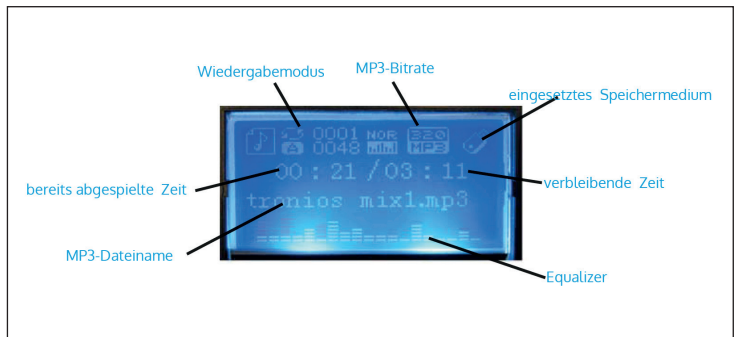 Wiedergabemodus
MP3-Bitrate
eingesetztes Speichermedium
0001 NOR 320
A 0048 MP3
00:21/03:11
bereits abgespielte Zeit
verbleibende Zeit
tronios mix1.mp3
MP3-Dateiname
Equalizer